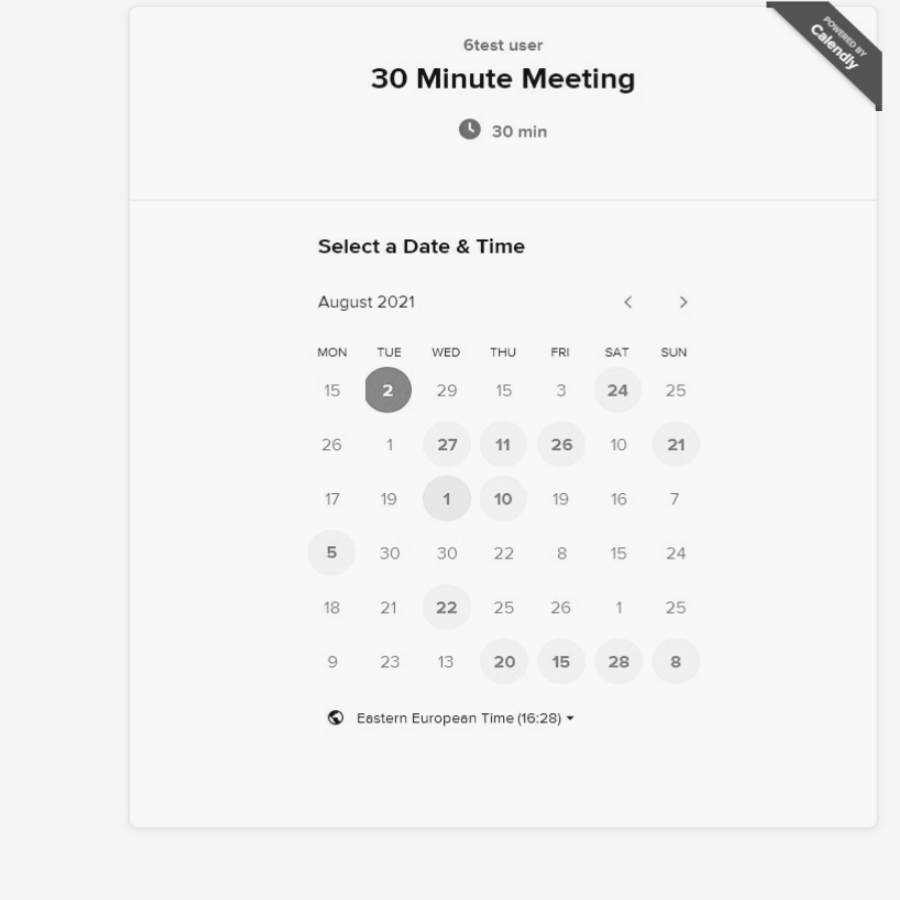 6test user
POWERED BY
Calendly
30 Minute Meeting
30 min
Select a Date & Time
August 2021
MON TUE WED THU FRI SAT SUN
15 2 29 15 3 24 25
26 1 27 11 26 10 21
17 19 1 10 19 16 7
5 30 30 22 8 15 24
18 21 22 25 26 1 25
9 23 13 20 15 28 8
Eastern European Time (16:28)